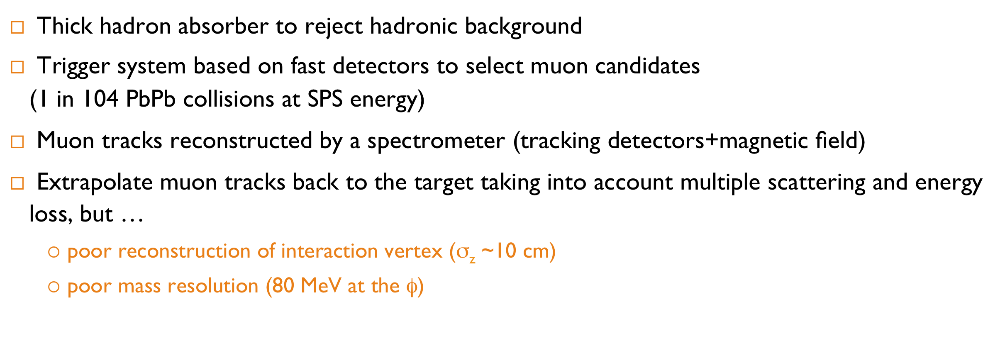 □ Thick hadron absorber to reject hadronic background
□ Trigger system based on fast detectors to select muon candidates
(1 in 104 PbPb collisions at SPS energy)
□ Muon tracks reconstructed by a spectrometer (tracking detectors+magnetic field)
□ Extrapolate muon tracks back to the target taking into account multiple scattering and energy
loss, but …
○ poor reconstruction of interaction vertex (σz ~10 cm)
○ poor mass resolution (80 MeV at the ϕ)